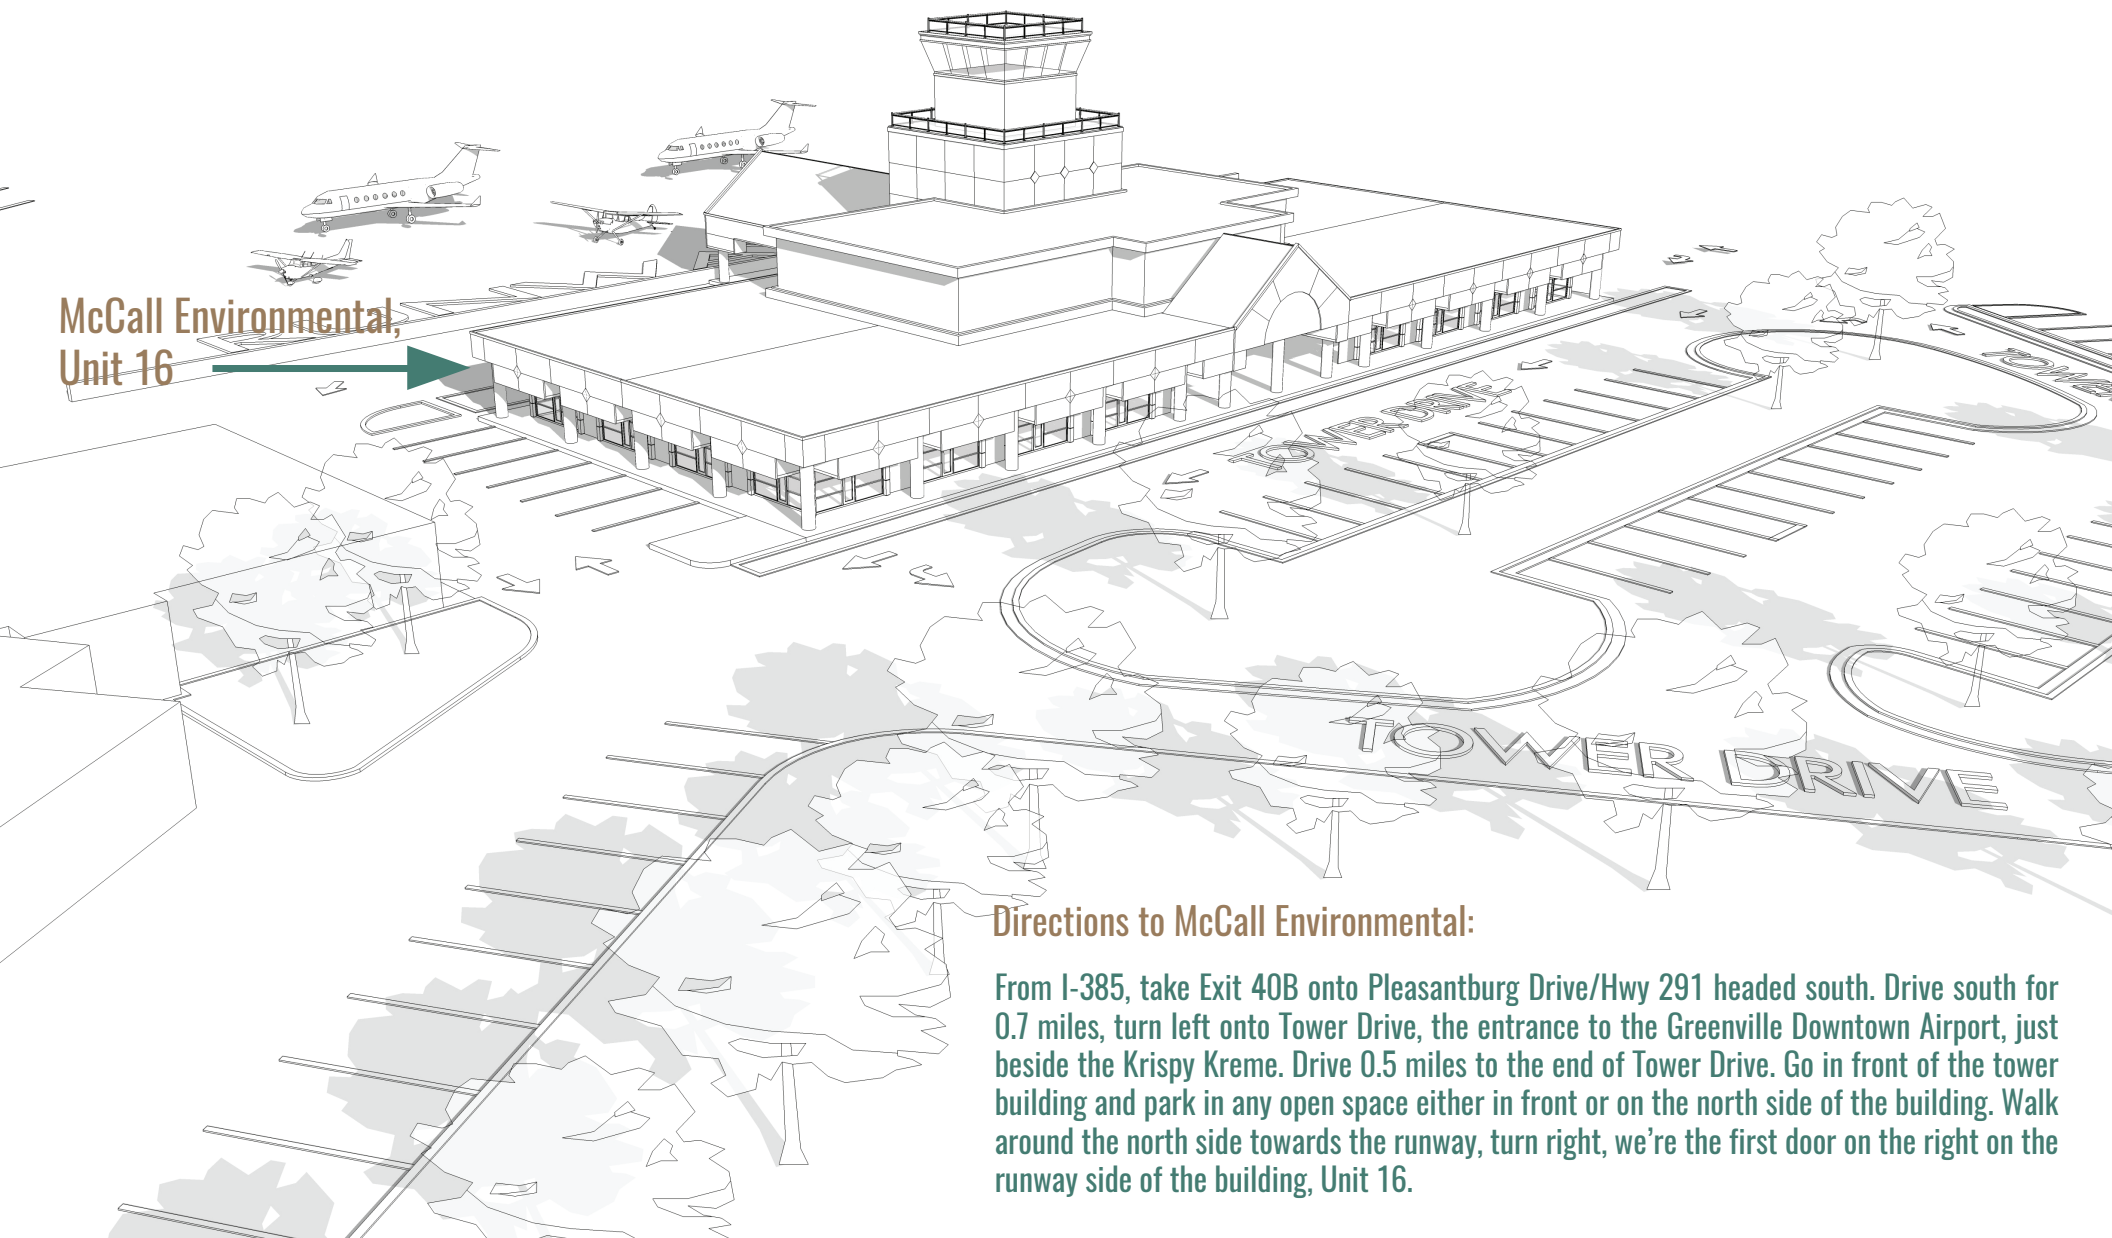 McCall Environmental,
Unit 16
TOWER DRIVE
TOWER DRIVE
Directions to McCall Environmental:
From I-385, take Exit 40B onto Pleasantburg Drive/Hwy 291 headed south. Drive south for
0.7 miles, turn left onto Tower Drive, the entrance to the Greenville Downtown Airport, just
beside the Krispy Kreme. Drive 0.5 miles to the end of Tower Drive. Go in front of the tower
building and park in any open space either in front or on the north side of the building. Walk
around the north side towards the runway, turn right, we’re the first door on the right on the
runway side of the building, Unit 16.